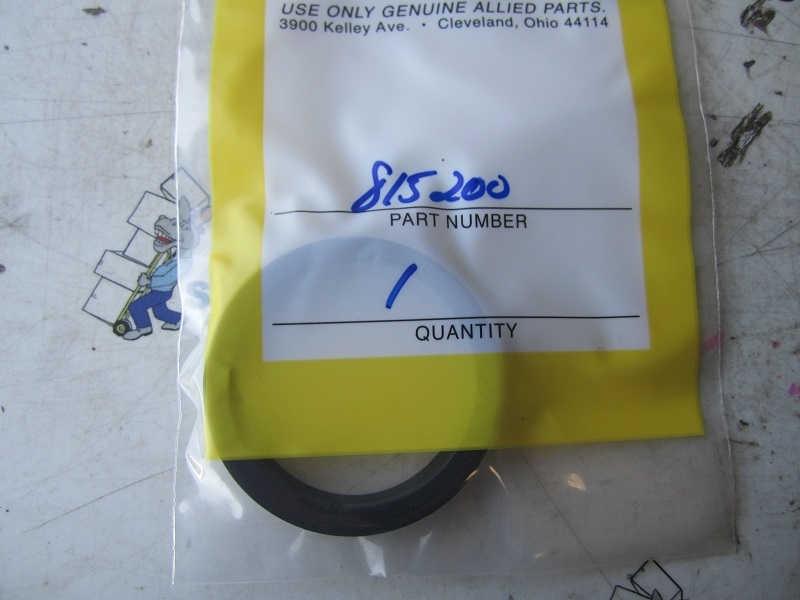 USE ONLY GENUINE ALLIED PARTS.
3900 Kelley Ave. • Cleveland, Ohio 44114
815200
PART NUMBER
1
QUANTITY
S